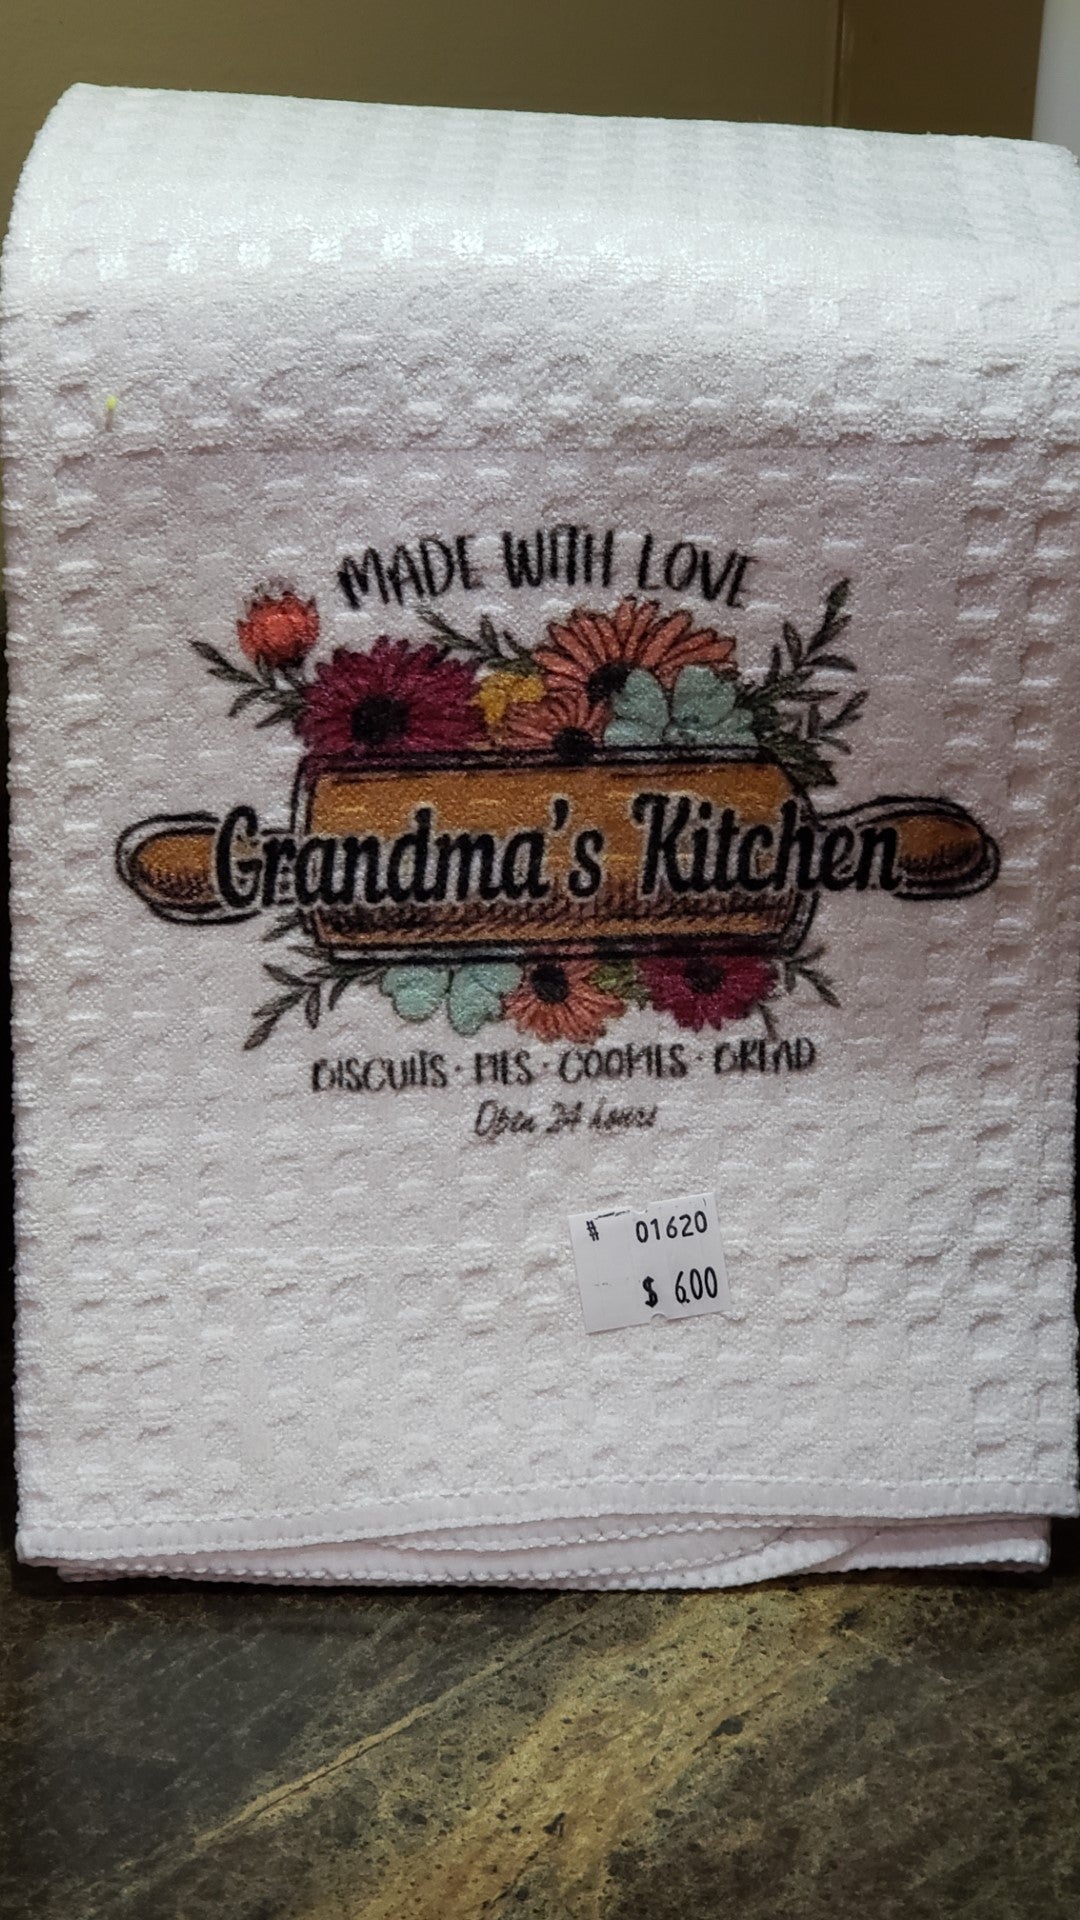 MADE WITH LOVE
Grandma's Kitchen
BISCUITS · PIES · COOKIES · BREAD
Open 24 hours
# 01620
$ 6.00